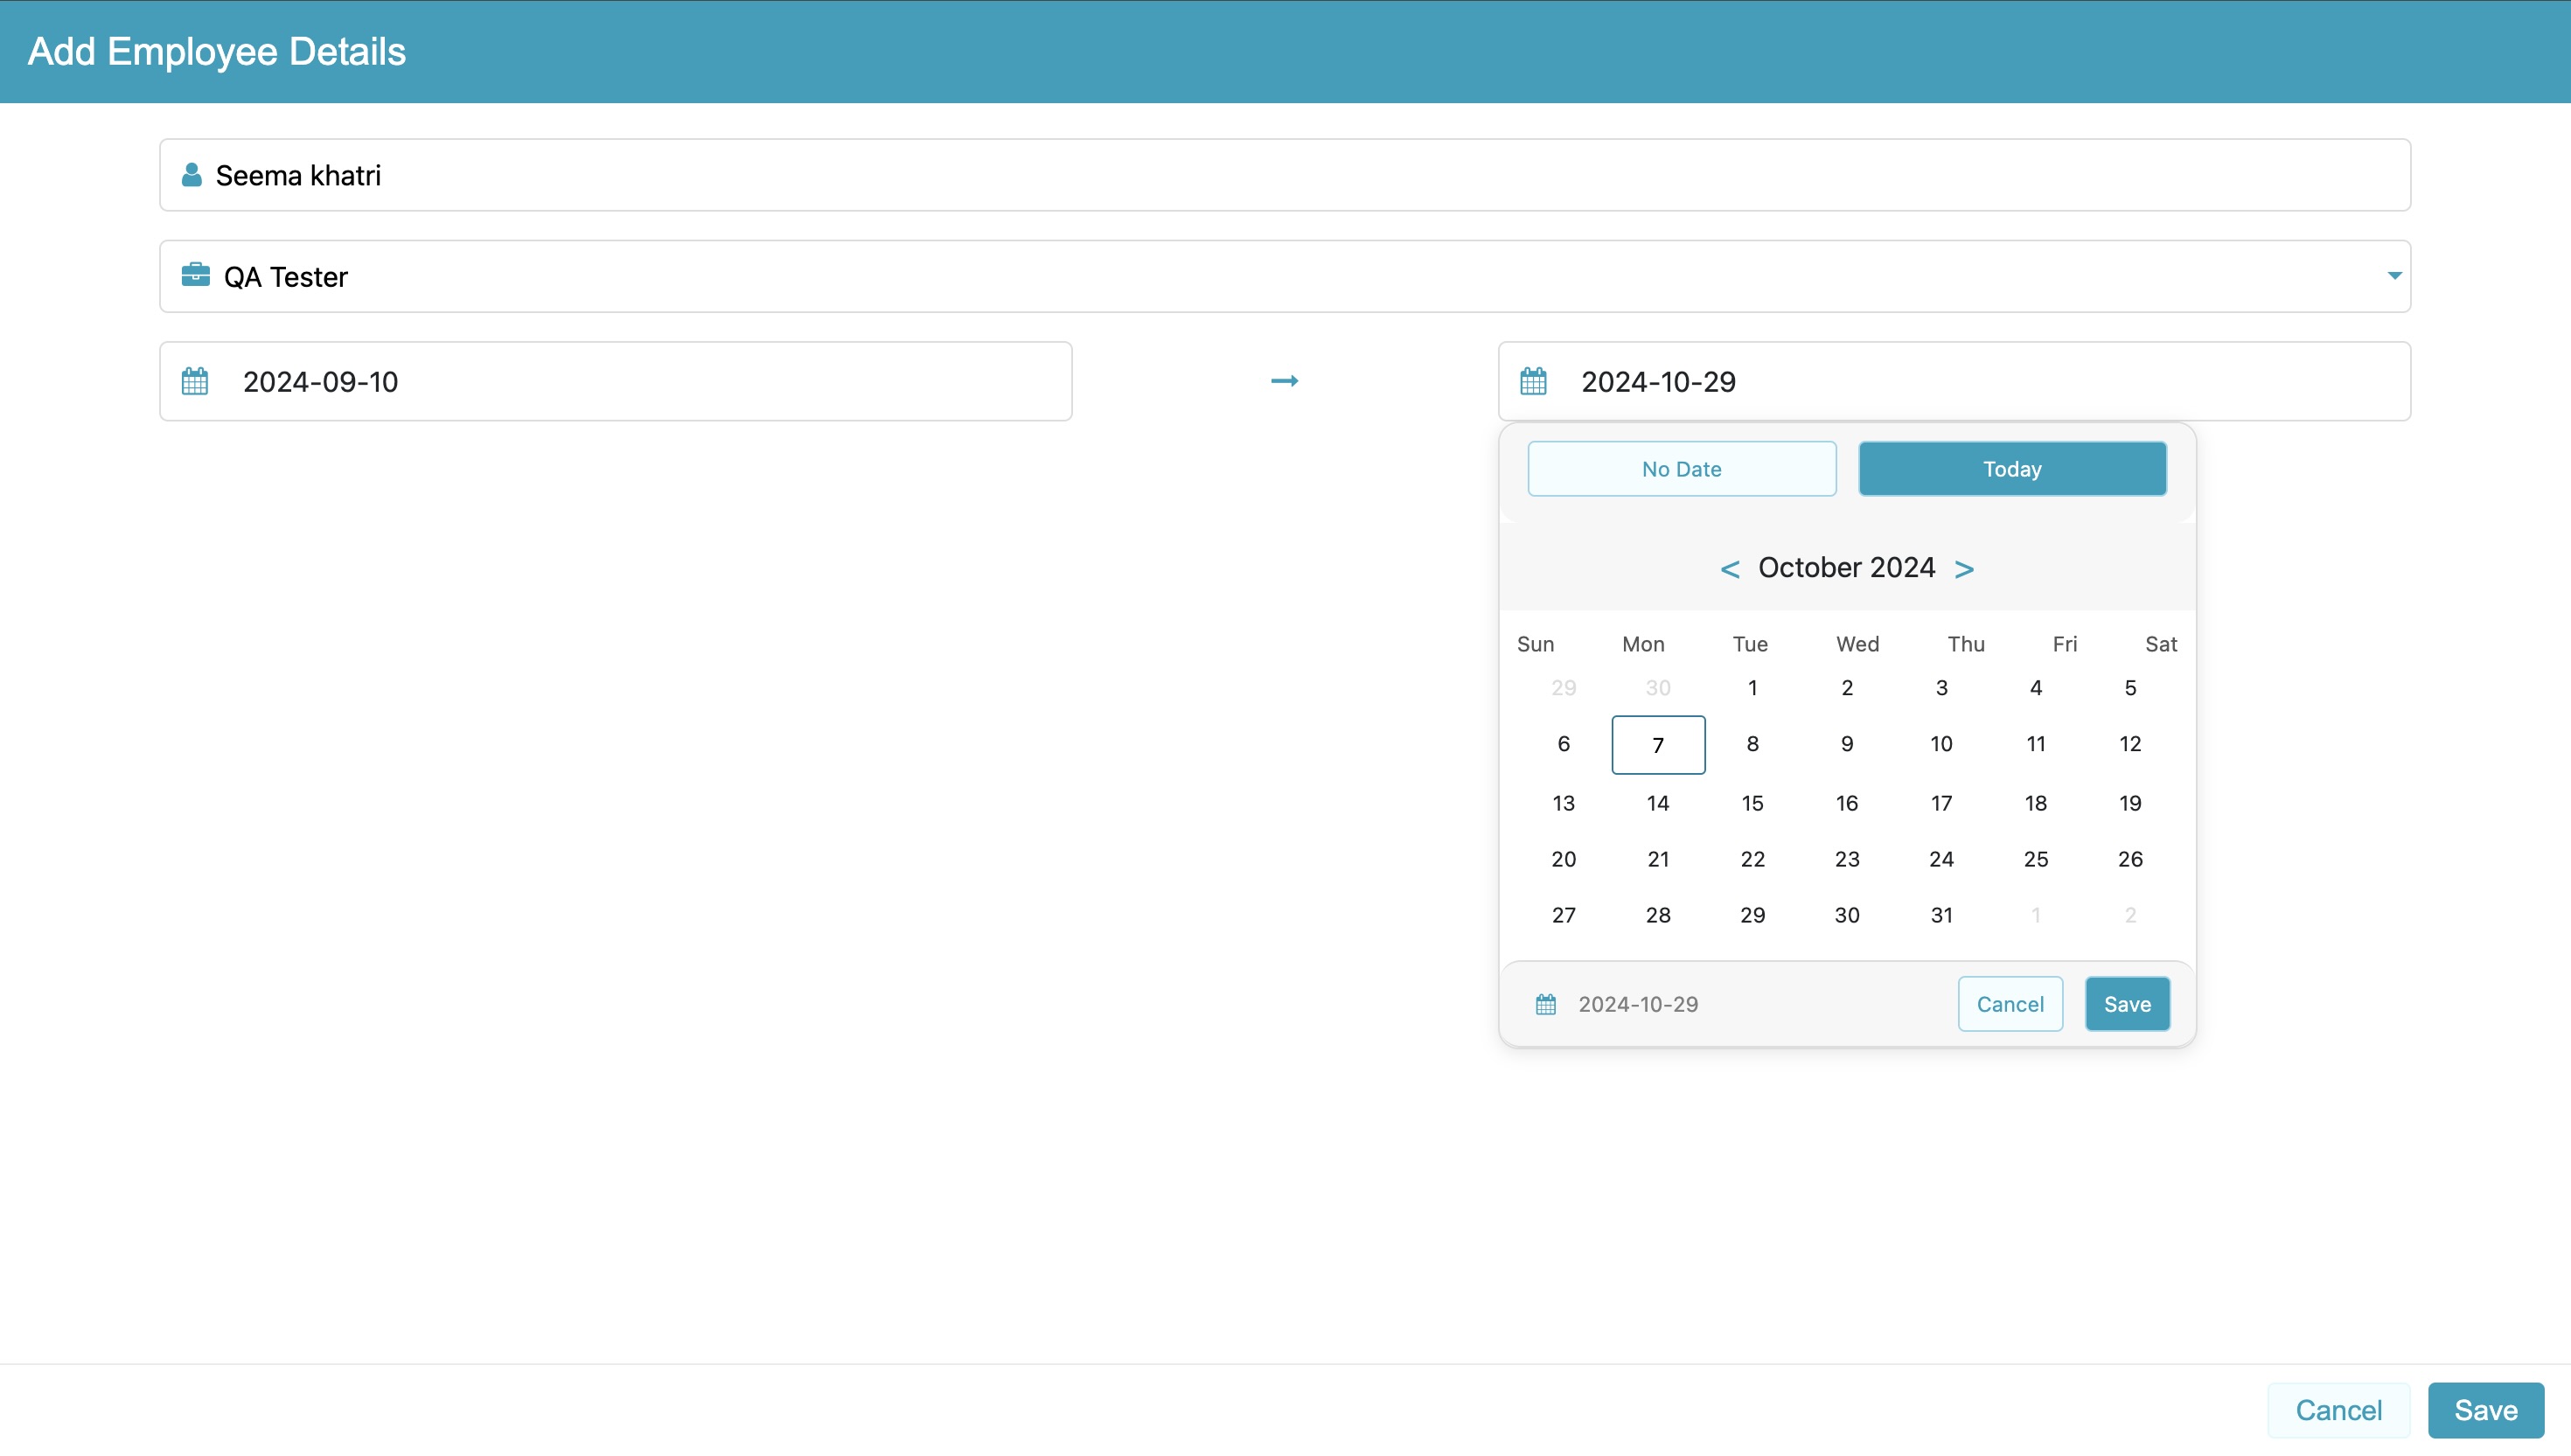 Add Employee Details
Seema khatri
QA Tester
2024-09-10
2024-10-29
No Date Today
< October 2024 >
Sun Mon Tue Wed Thu Fri Sat
29 30 1 2 3 4 5
6 7 8 9 10 11 12
13 14 15 16 17 18 19
20 21 22 23 24 25 26
27 28 29 30 31 1 2
2024-10-29 Cancel Save
Cancel Save